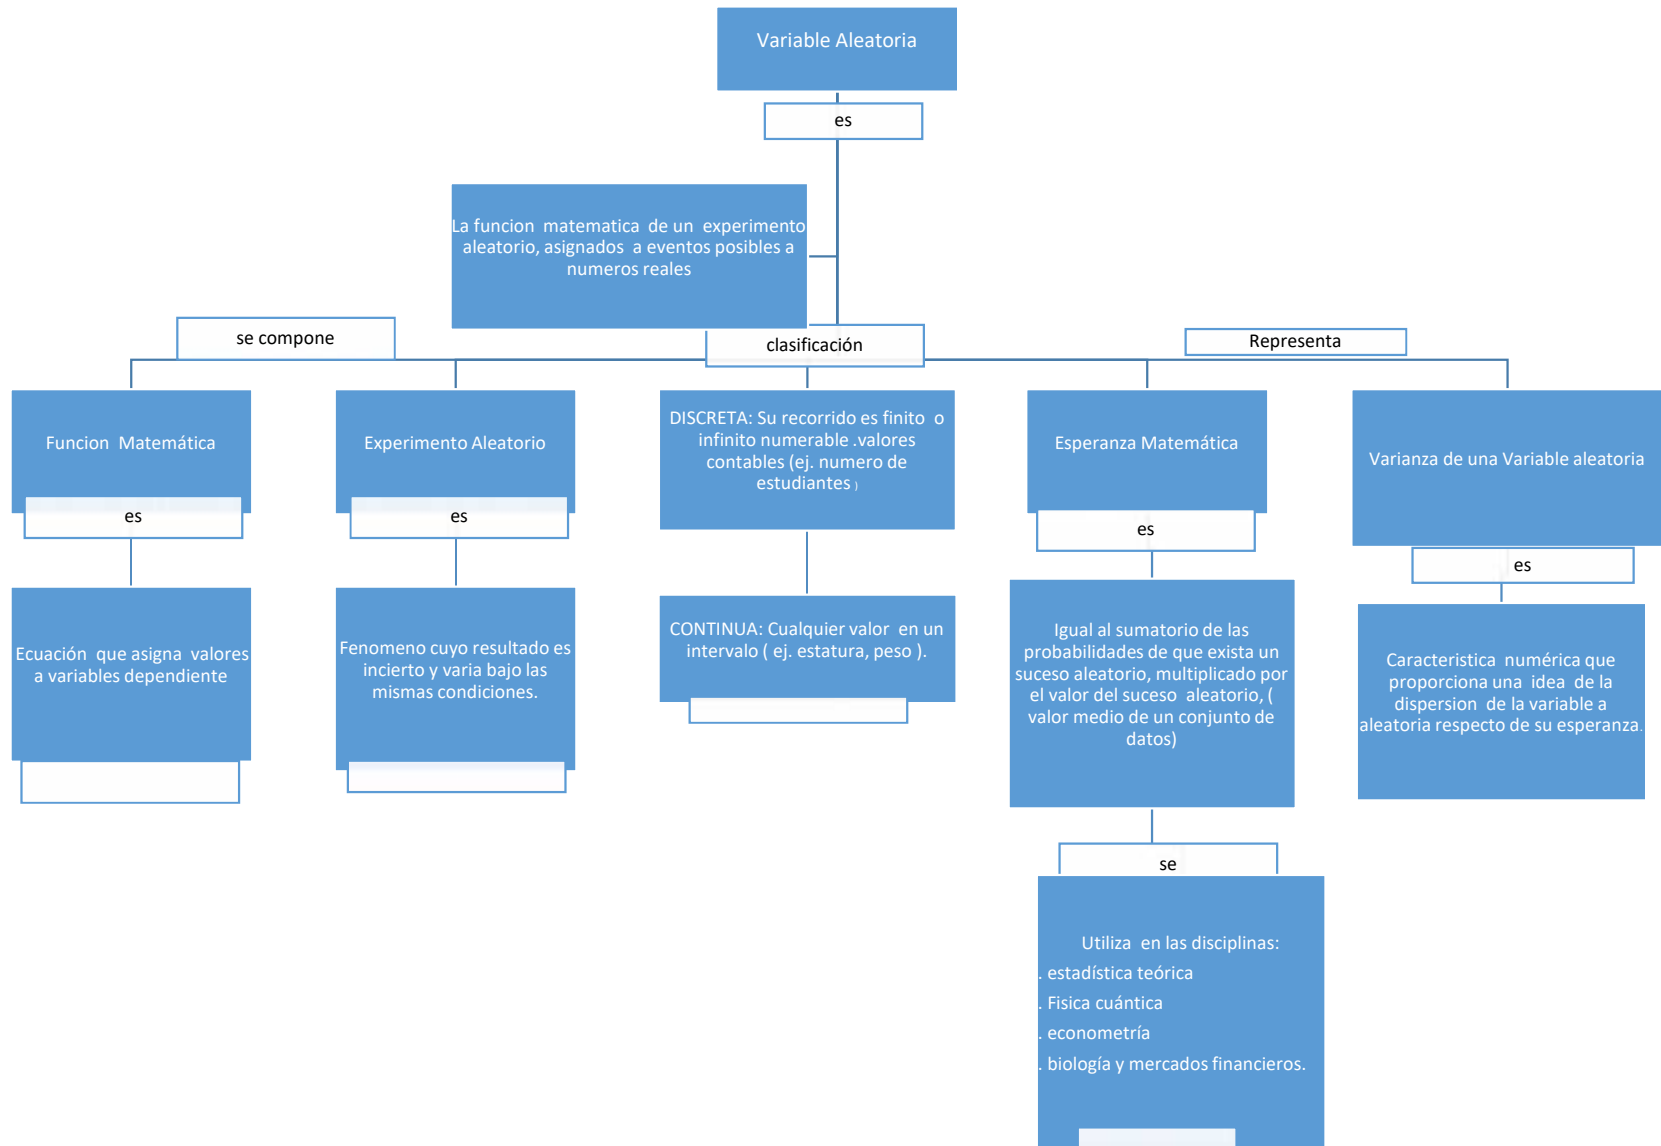 Variable Aleatoria
es
La funcion matematica de un experimento
aleatorio, asignados a eventos posibles a
numeros reales
se compone
clasificación
Representa
Funcion Matemática
es
Ecuación que asigna valores
a variables dependiente
Experimento Aleatorio
es
Fenomeno cuyo resultado es
incierto y varia bajo las
mismas condiciones.
DISCRETA: Su recorrido es finito o
infinito numerable .valores
contables (ej. numero de
estudiantes )
CONTINUA: Cualquier valor en un
intervalo ( ej. estatura, peso ).
Esperanza Matemática
es
Igual al sumatorio de las
probabilidades de que exista un
suceso aleatorio, multiplicado por
el valor del suceso aleatorio, (
valor medio de un conjunto de
datos)
se
Utiliza en las disciplinas:
. estadística teórica
. Fisica cuántica
. econometría
. biología y mercados financieros.
Varianza de una Variable aleatoria
es
Caracteristica numérica que
proporciona una idea de la
dispersion de la variable a
aleatoria respecto de su esperanza.